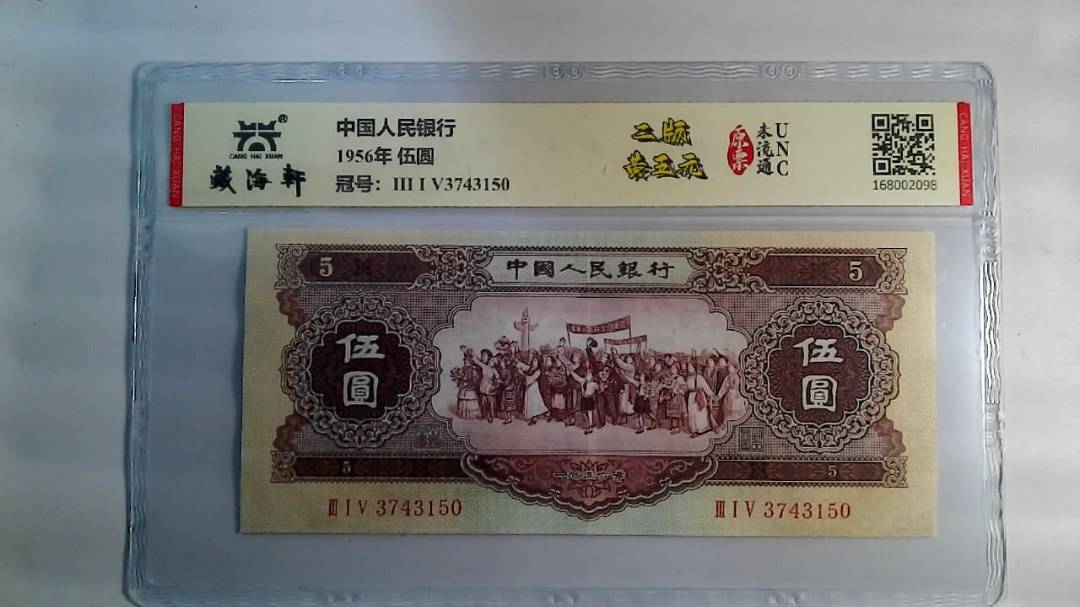 CANG HAI XUAN
CANG HAI XUAN
藏海軒
中国人民银行
1956年 伍圆
冠号: III I V3743150
二版
黄五元
原票
未流通
UNC
168002098
CANG HAI XUAN
5
中國人民銀行
5
伍圓
伍圓
5
一九五六年
5
III I V 3743150
III I V 3743150